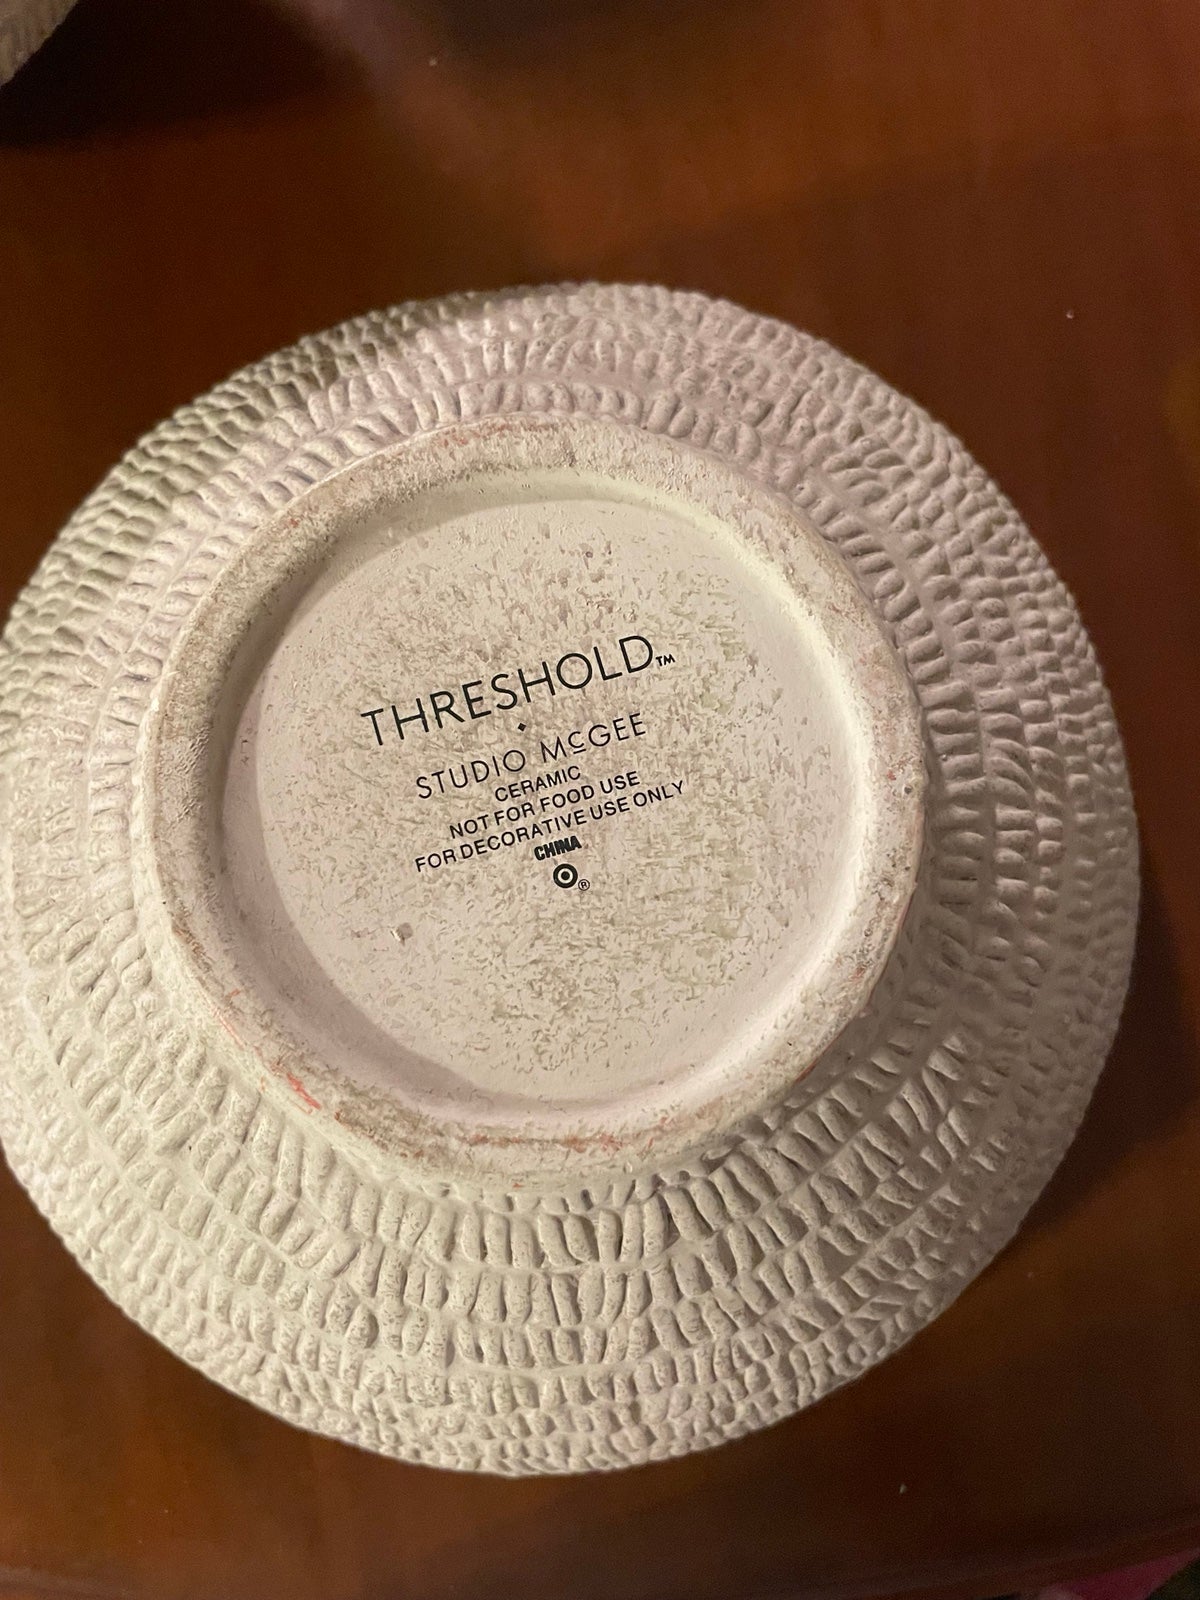 THRESHOLD™
STUDIO McGEE
CERAMIC
NOT FOR FOOD USE
FOR DECORATIVE USE ONLY
CHINA
®